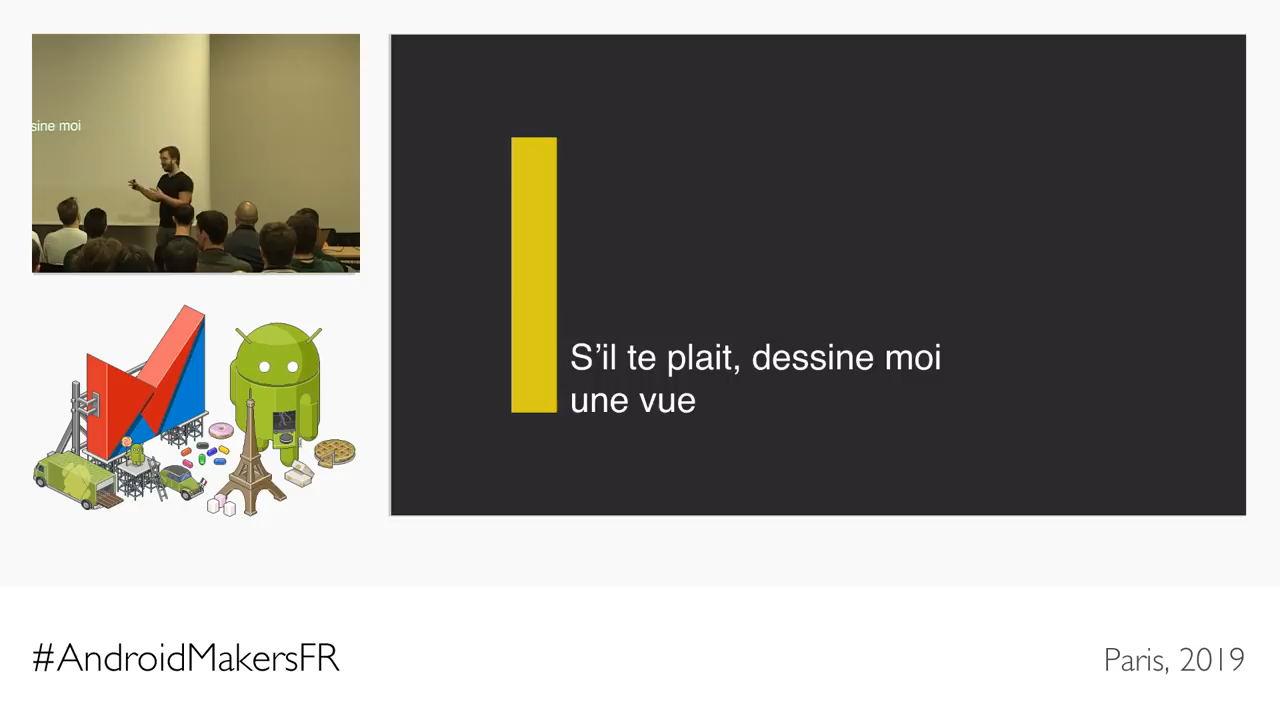 sine moi
S’il te plait, dessine moi
une vue
#AndroidMakersFR
Paris, 2019